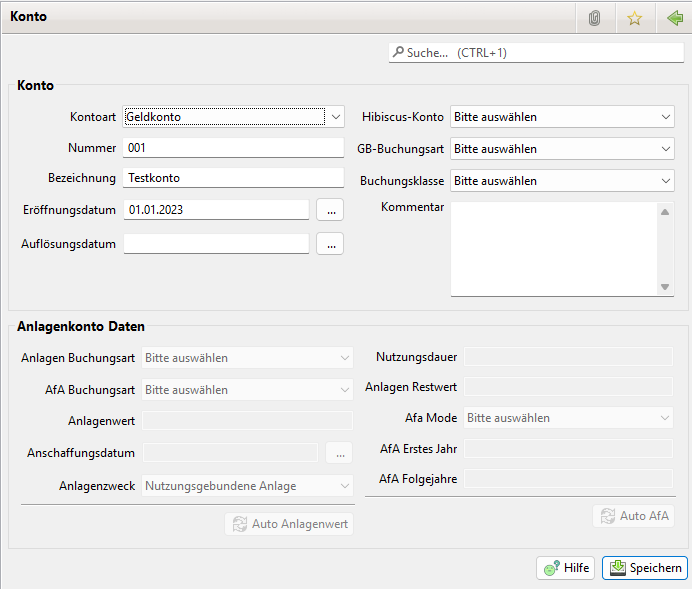 Konto
Suche... (CTRL+1)
Konto
Kontoart Geldkonto
Nummer 001
Bezeichnung Testkonto
Eröffnungsdatum 01.01.2023 ...
Auflösungsdatum ...
Hibiscus-Konto Bitte auswählen
GB-Buchungsart Bitte auswählen
Buchungsklasse Bitte auswählen
Kommentar
Anlagenkonto Daten
Anlagen Buchungsart Bitte auswählen
AfA Buchungsart Bitte auswählen
Anlagenwert
Anschaffungsdatum ...
Anlagenzweck Nutzungsgebundene Anlage
Auto Anlagenwert
Nutzungsdauer
Anlagen Restwert
Afa Mode Bitte auswählen
AfA Erstes Jahr
AfA Folgejahre
Auto AfA
Hilfe Speichern